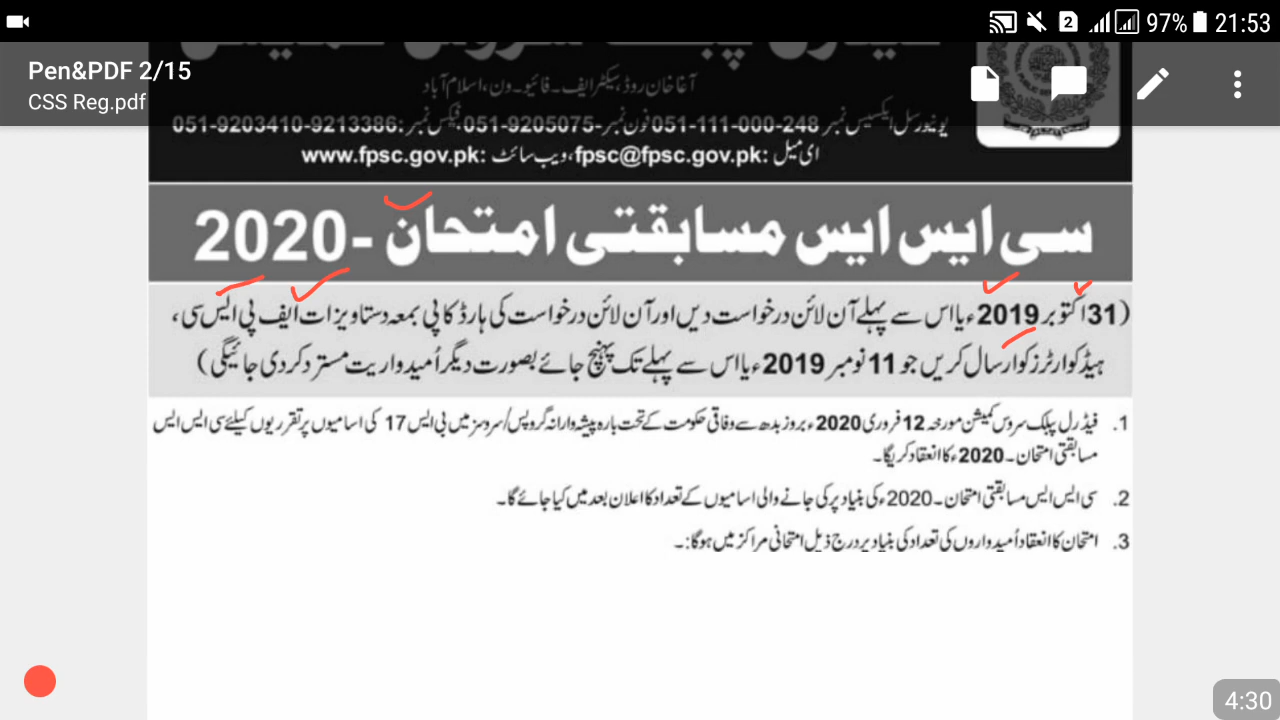 97% 21:53
Pen&PDF 2/15
CSS Reg.pdf
آغا خان روڈ، سیکٹر ایف۔ فائیو۔ ون، اسلام آباد
یونیورسل ایکسیس نمبر 051-111-000-248 فون نمبر-051-9205075، فیکس نمبر: 051-9203410-9213386
ای میل: fpsc@fpsc.gov.pk، ویب سائٹ: www.fpsc.gov.pk
سی ایس ایس مسابقتی امتحان -2020
(31 اکتوبر 2019ء یا اس سے پہلے آن لائن درخواست دیں اور آن لائن درخواست کی ہارڈ کاپی بمعہ دستاویزات ایف پی ایس سی،
ہیڈ کوارٹرز کو ارسال کریں جو 11 نومبر 2019ء یا اس سے پہلے تک پہنچ جائے بصورت دیگر اُمیدواریت مسترد کر دی جائیگی)
1. فیڈرل پبلک سروس کمیشن مورخہ 12 فروری 2020ء بروز بدھ سے وفاقی حکومت کے تحت بارہ پیشہ وارانہ گروپس/سروسز میں بی ایس 17 کی اسامیوں پر تقرریوں کیلئے سی ایس ایس
مسابقتی امتحان۔ 2020ء کا انعقاد کریگا۔
2. سی ایس ایس مسابقتی امتحان۔ 2020ء کی بنیاد پر کی جانے والی اسامیوں کے تعداد کا اعلان بعد میں کیا جائے گا۔
3. امتحان کا انعقاد اُمیدواروں کی تعداد کی بنیاد پر درج ذیل امتحانی مراکز میں ہوگا:۔
4:30